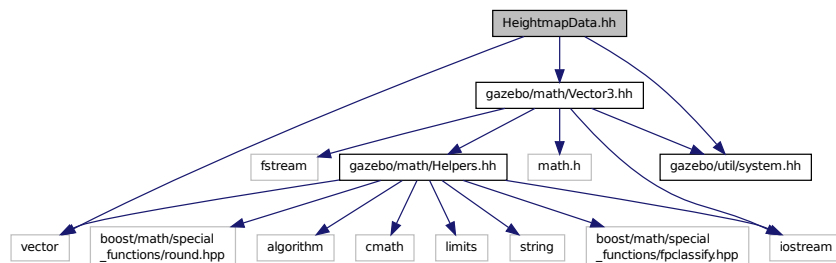 HeightmapData.hh
gazebo/math/Vector3.hh
fstream
gazebo/math/Helpers.hh
math.h
gazebo/util/system.hh
vector
boost/math/special
_functions/round.hpp
algorithm
cmath
limits
string
boost/math/special
_functions/fpclassify.hpp
iostream